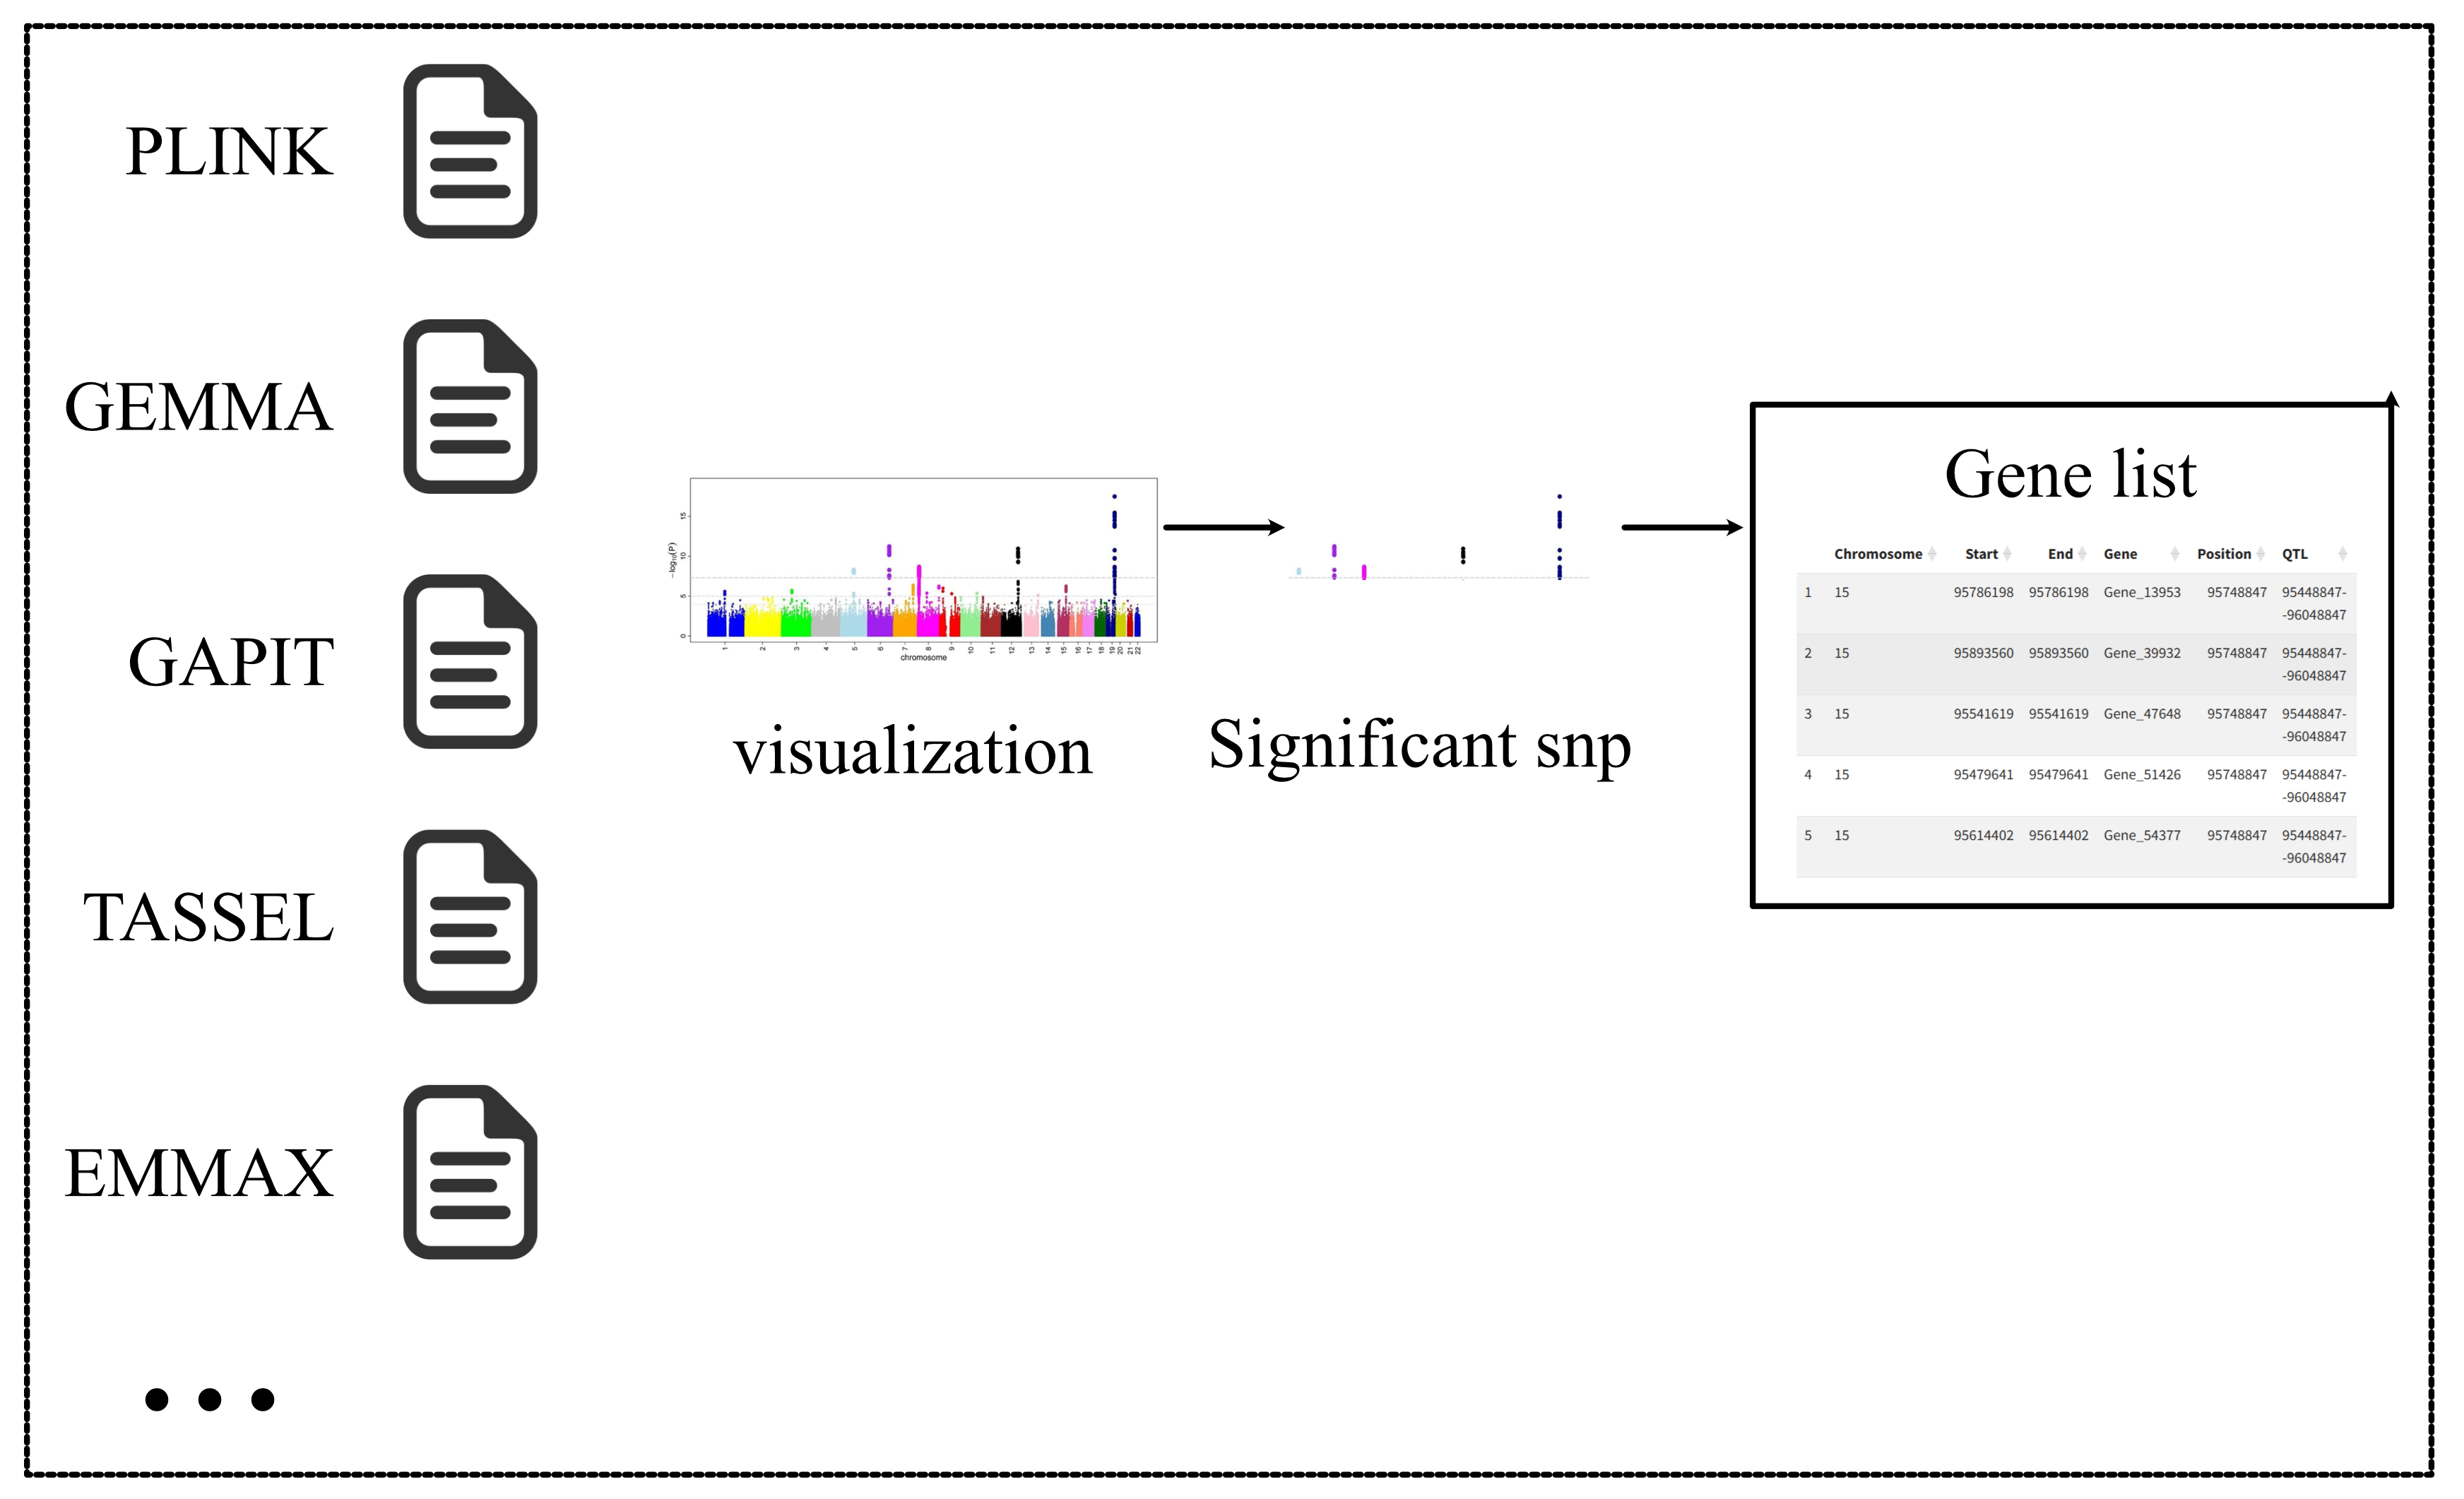 PLINK
GEMMA
GAPIT
TASSEL
EMMAX
...
−log₁₀(P)
15
10
5
0
1 2 3 4 5 6 7 8 9 10 11 12 13 14 15 16 17 18 19 20 21 22
chromosome
visualization
Significant snp
Gene list
Chromosome Start End Gene Position QTL
1 15 95786198 95786198 Gene_13953 95748847 95448847-
-96048847
2 15 95893560 95893560 Gene_39932 95748847 95448847-
-96048847
3 15 95541619 95541619 Gene_47648 95748847 95448847-
-96048847
4 15 95479641 95479641 Gene_51426 95748847 95448847-
-96048847
5 15 95614402 95614402 Gene_54377 95748847 95448847-
-96048847